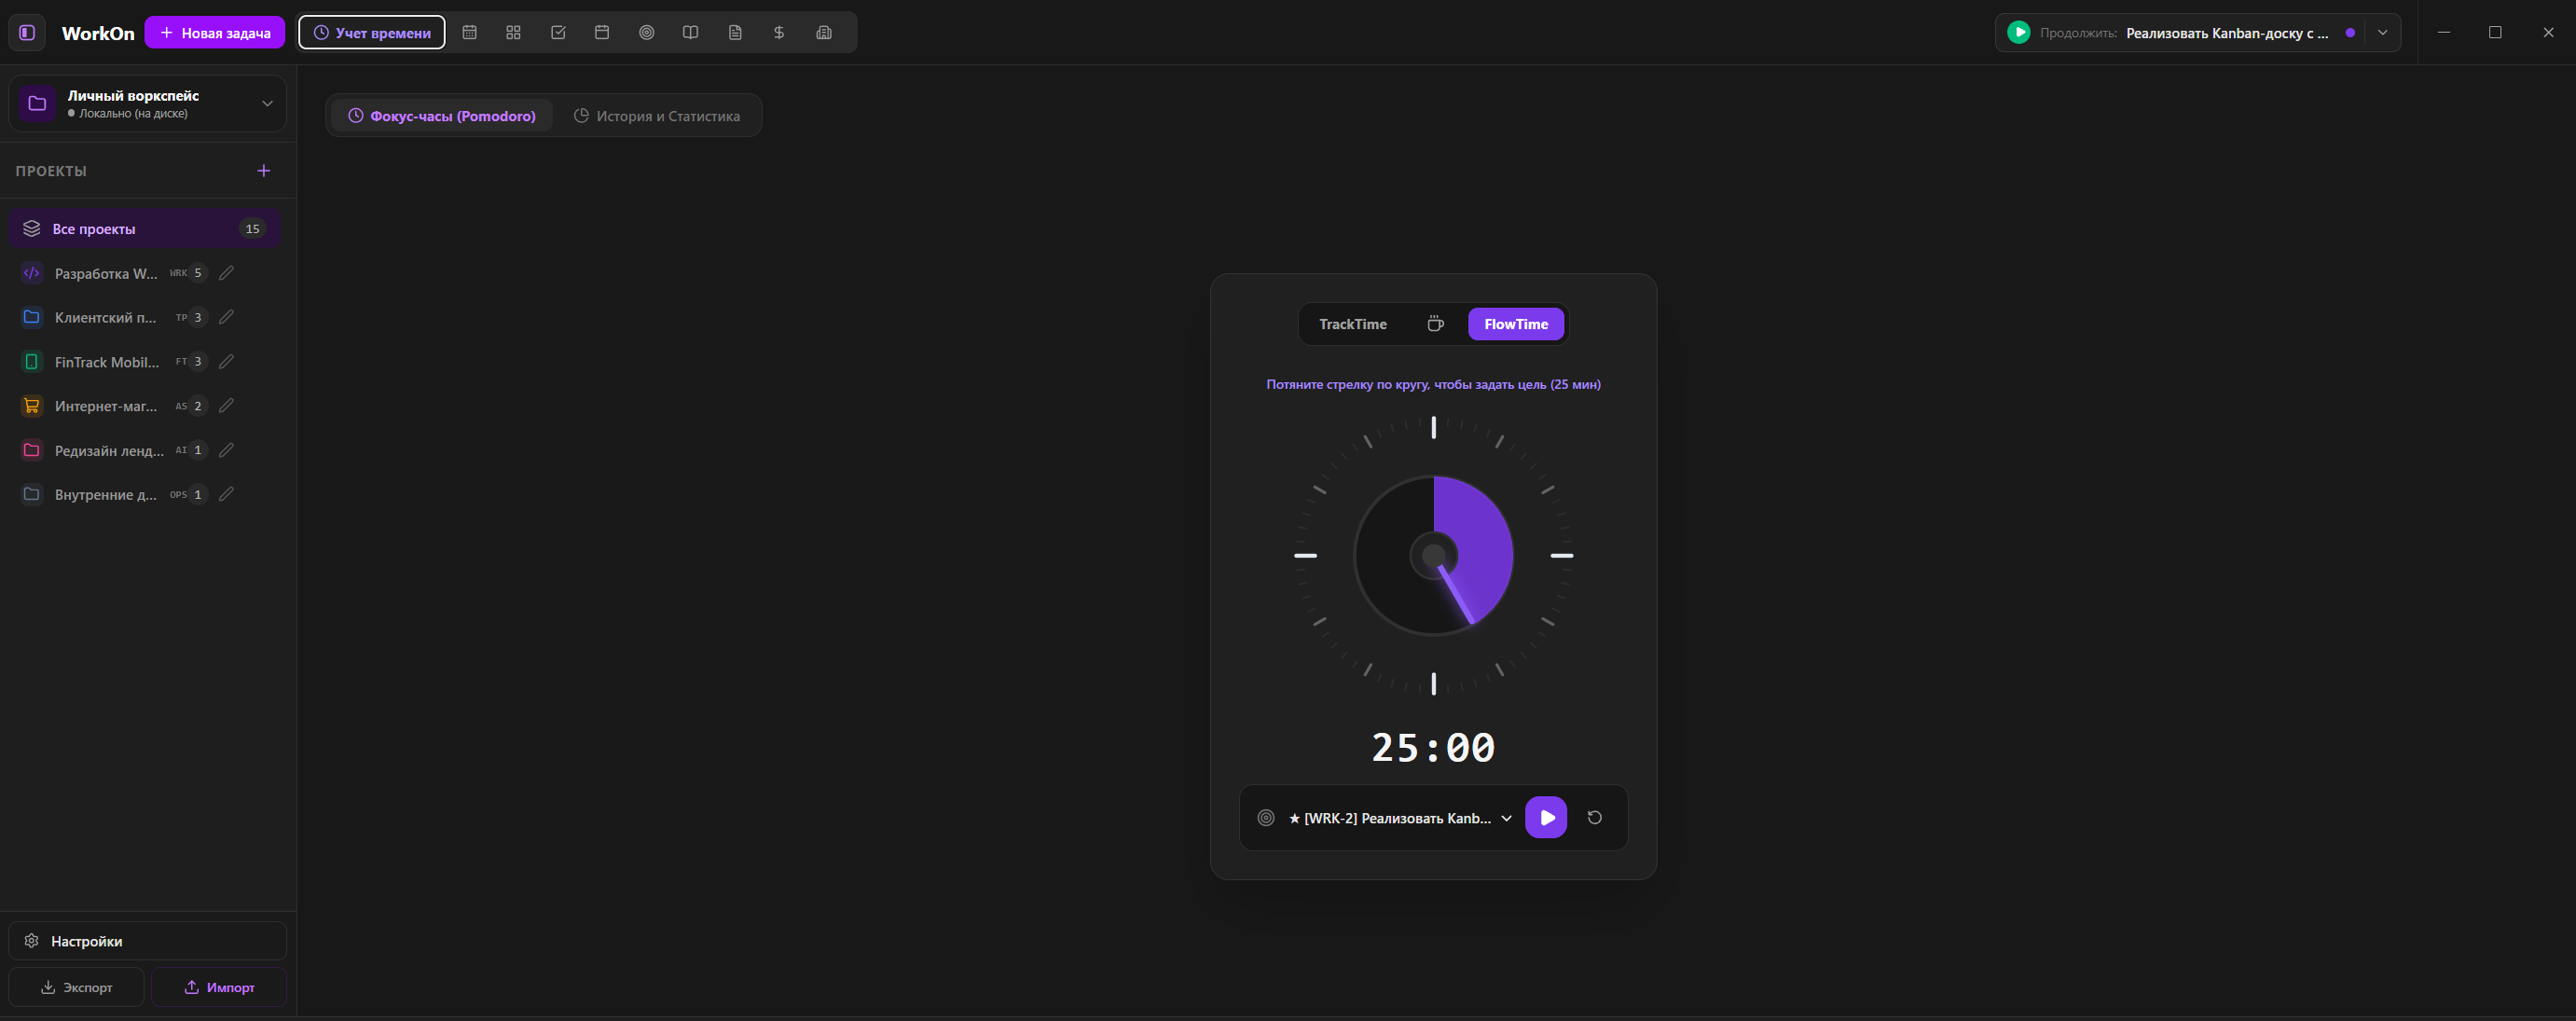 WorkOn
Новая задача
Учет времени
Продолжить: Реализовать Kanban-доску с ...
Личный воркспейс
Локально (на диске)
Фокус-часы (Pomodoro)
История и Статистика
ПРОЕКТЫ
Все проекты 15
Разработка W... WRK 5
Клиентский п... TP 3
FinTrack Mobil... FT 3
Интернет-маг... AS 2
Редизайн ленд... AI 1
Внутренние д... OPS 1
TrackTime
FlowTime
Потяните стрелку по кругу, чтобы задать цель (25 мин)
25:00
★ [WRK-2] Реализовать Kanb...
Настройки
Экспорт
Импорт